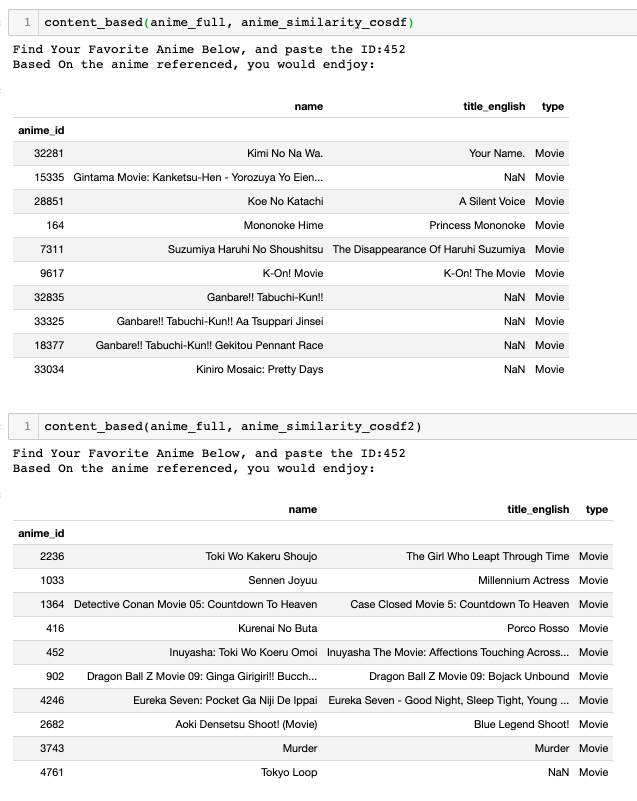 1 content_based(anime_full, anime_similarity_cosdf)
Find Your Favorite Anime Below, and paste the ID:452
Based On the anime referenced, you would endjoy:
name title_english type
anime_id
32281 Kimi No Na Wa. Your Name. Movie
15335 Gintama Movie: Kanketsu-Hen - Yorozuya Yo Eien... NaN Movie
28851 Koe No Katachi A Silent Voice Movie
164 Mononoke Hime Princess Mononoke Movie
7311 Suzumiya Haruhi No Shoushitsu The Disappearance Of Haruhi Suzumiya Movie
9617 K-On! Movie K-On! The Movie Movie
32835 Ganbare!! Tabuchi-Kun!! NaN Movie
33325 Ganbare!! Tabuchi-Kun!! Aa Tsuppari Jinsei NaN Movie
18377 Ganbare!! Tabuchi-Kun!! Gekitou Pennant Race NaN Movie
33034 Kiniro Mosaic: Pretty Days NaN Movie
1 content_based(anime_full, anime_similarity_cosdf2)
Find Your Favorite Anime Below, and paste the ID:452
Based On the anime referenced, you would endjoy:
name title_english type
anime_id
2236 Toki Wo Kakeru Shoujo The Girl Who Leapt Through Time Movie
1033 Sennen Joyuu Millennium Actress Movie
1364 Detective Conan Movie 05: Countdown To Heaven Case Closed Movie 5: Countdown To Heaven Movie
416 Kurenai No Buta Porco Rosso Movie
452 Inuyasha: Toki Wo Koeru Omoi Inuyasha The Movie: Affections Touching Across... Movie
902 Dragon Ball Z Movie 09: Ginga Girigiri!! Bucch... Dragon Ball Z Movie 09: Bojack Unbound Movie
4246 Eureka Seven: Pocket Ga Niji De Ippai Eureka Seven - Good Night, Sleep Tight, Young ... Movie
2682 Aoki Densetsu Shoot! (Movie) Blue Legend Shoot! Movie
3743 Murder Murder Movie
4761 Tokyo Loop NaN Movie